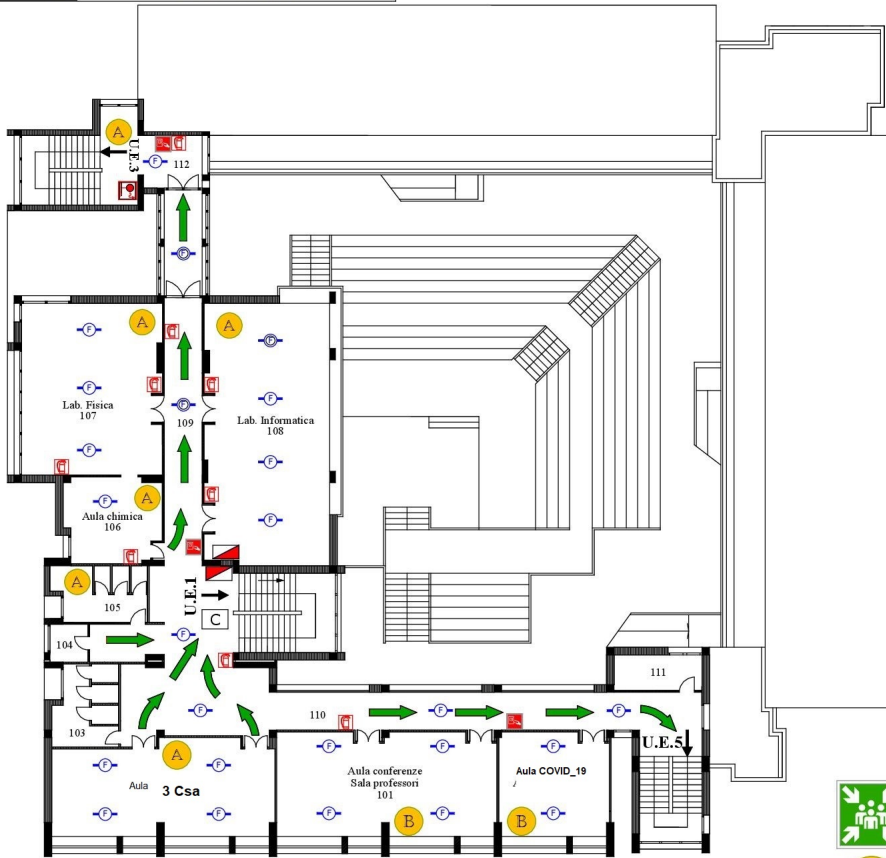 A
U.E.3
F
112
F
A
A
F
F
F
F
F
Lab. Fisica
107
109
Lab. Informatica
108
F
F
A
F
Aula chimica
106
F
A
105
U.E.1
C
104
F
111
F
110
F
F
103
U.E.5
A
F
F
F
F
F
Aula
3 Csa
Aula conferenze
Sala professori
101
Aula COVID_19
F
F
F
F
B
B
F